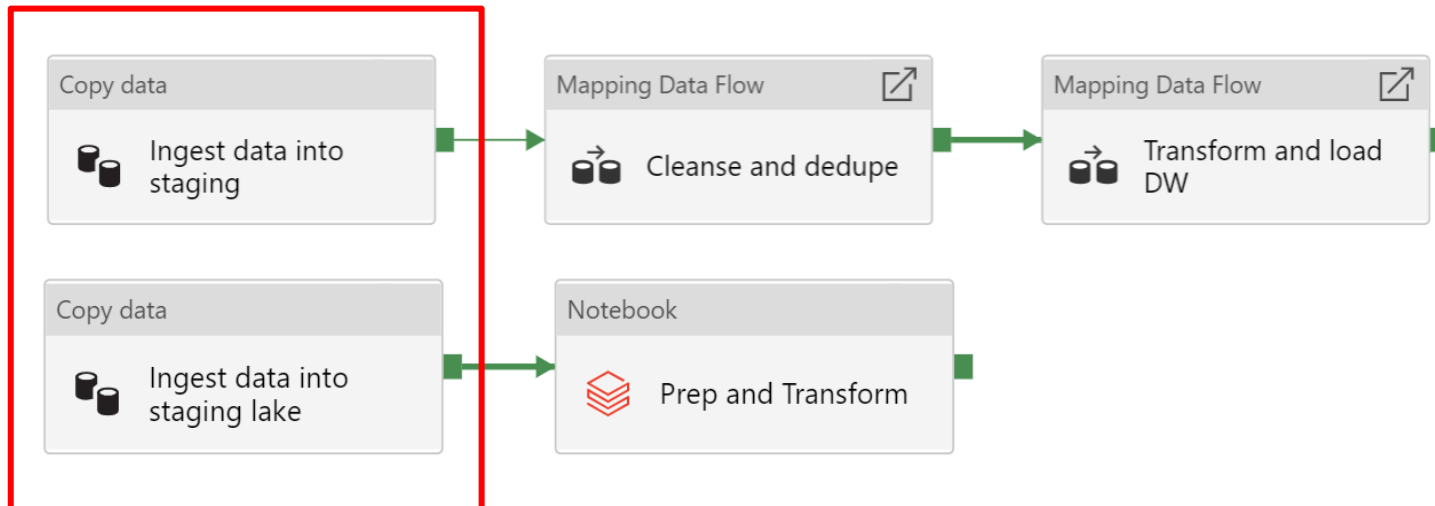 Copy data
Ingest data into
staging
Mapping Data Flow
Cleanse and dedupe
Mapping Data Flow
Transform and load
DW
Copy data
Ingest data into
staging lake
Notebook
Prep and Transform